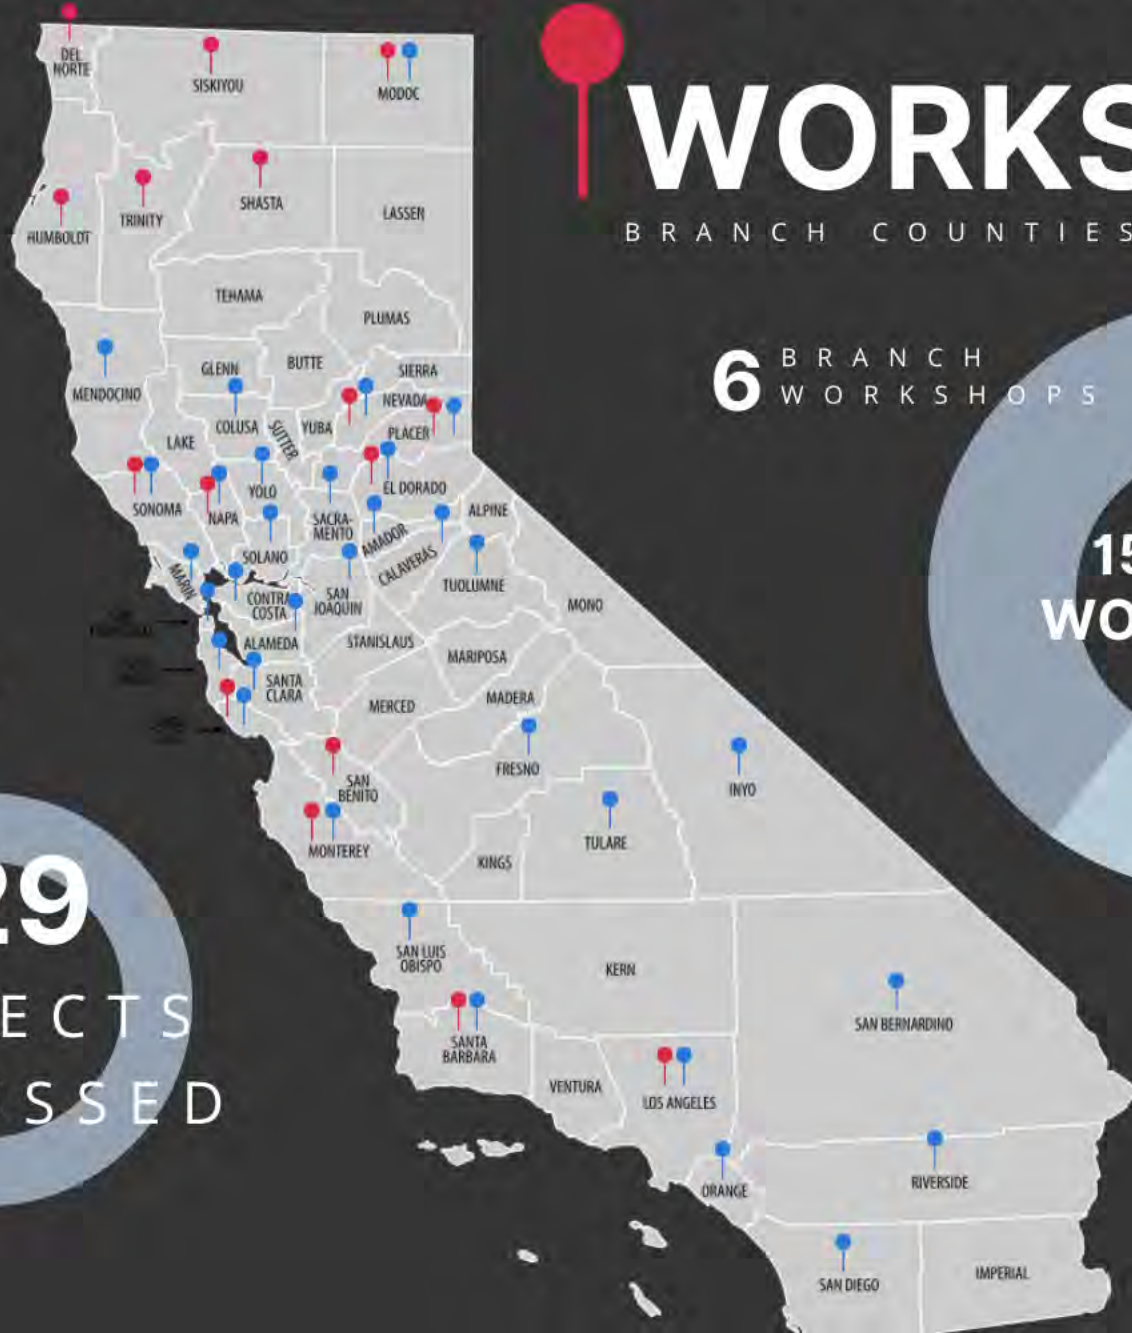 DEL
NORTE
SISKIYOU
MODOC
WORKS
BRANCH COUNTIES
SHASTA
TRINITY
LASSEN
HUMBOLDT
TEHAMA
PLUMAS
6 BRANCH
WORKSHOPS
GLENN
BUTTE
SIERRA
MENDOCINO
NEVADA
COLUSA
SUTTER
YUBA
PLACER
LAKE
EL DORADO
YOLO
SONOMA
NAPA
SACRA-
MENTO
ALPINE
AMADOR
SOLANO
CALAVERAS
15
MARIN
TUOLUMNE
CONTRA
COSTA
SAN
JOAQUIN
MONO
WO
ALAMEDA
STANISLAUS
MARIPOSA
SANTA
CLARA
MADERA
MERCED
FRESNO
SAN
BENITO
INYO
TULARE
MONTEREY
KINGS
29
SAN LUIS
OBISPO
KERN
ECTS
SAN BERNARDINO
SANTA
BARBARA
VENTURA
LOS ANGELES
SSED
ORANGE
RIVERSIDE
SAN DIEGO
IMPERIAL